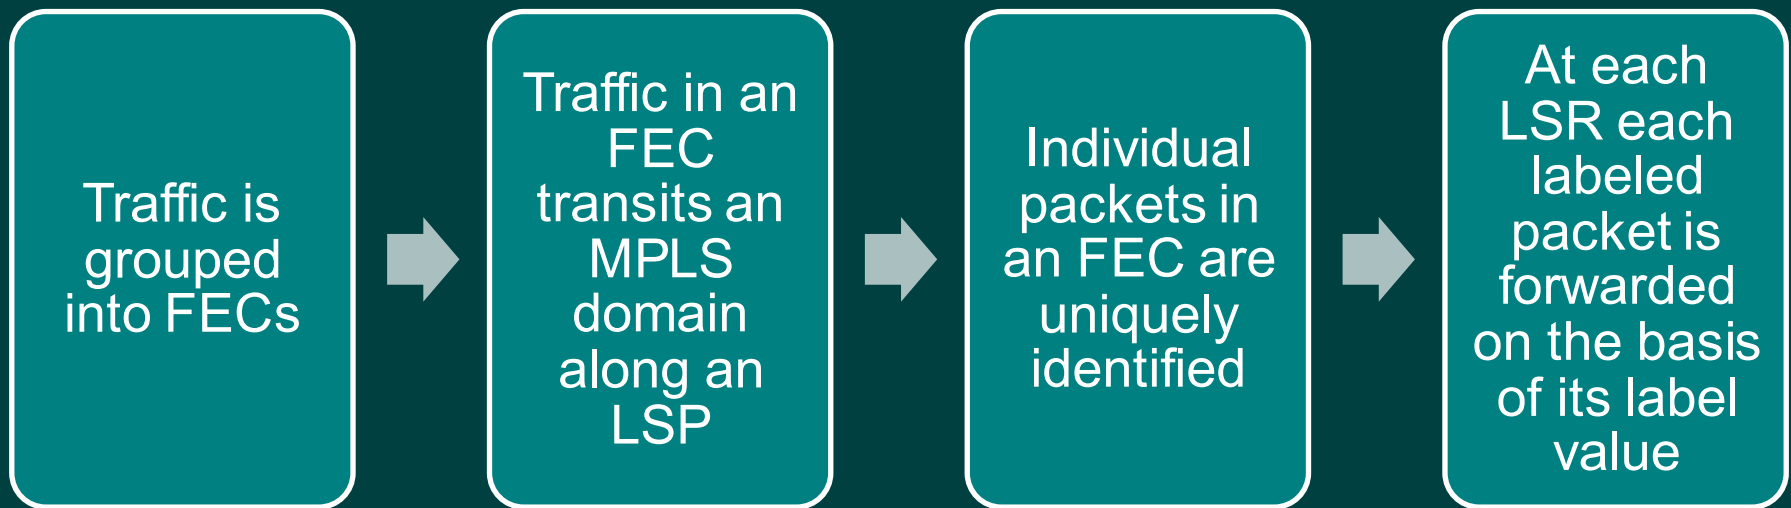 Traffic is
grouped
into FECs
Traffic in an
FEC
transits an
MPLS
domain
along an
LSP
Individual
packets in
an FEC are
uniquely
identified
At each
LSR each
labeled
packet is
forwarded
on the basis
of its label
value